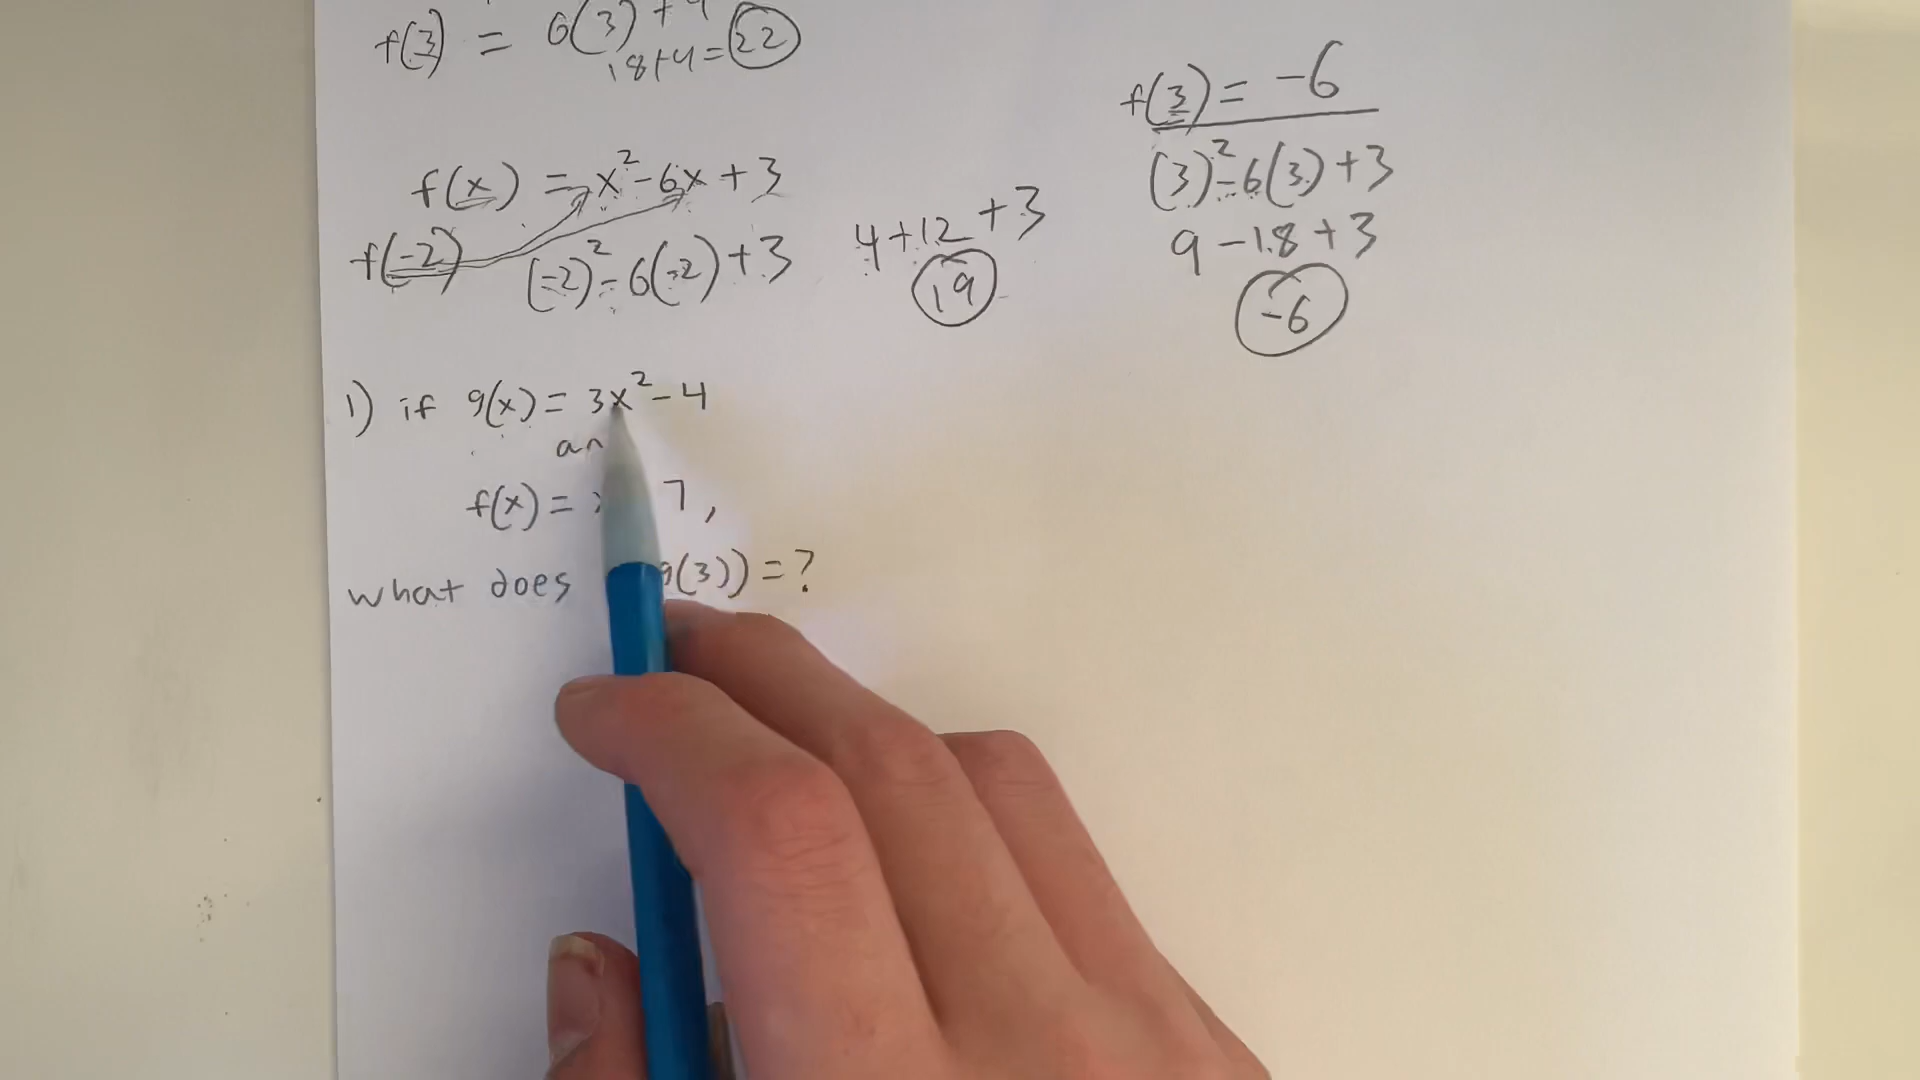 f(3) = 6(3) + 4
18+4 = 22
f(x) = x² - 6x + 3
f(-2) (-2)² - 6(-2) + 3
4 + 12 + 3
19
f(3) = -6
(3)² - 6(3) + 3
9 - 18 + 3
-6
1) if g(x) = 3x² - 4
f(x) = 7,
what does g(3)) = ?